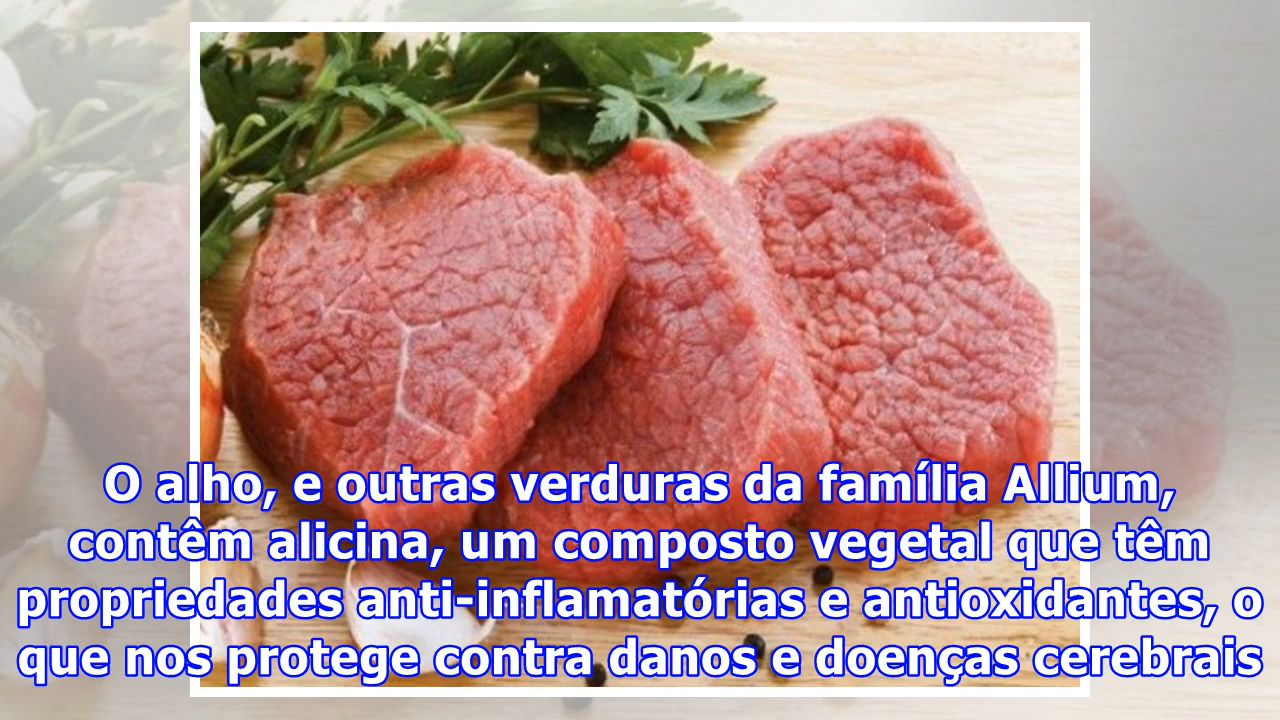 O alho, e outras verduras da família Allium,
contêm alicina, um composto vegetal que têm
propriedades anti-inflamatórias e antioxidantes, o
que nos protege contra danos e doenças cerebrais